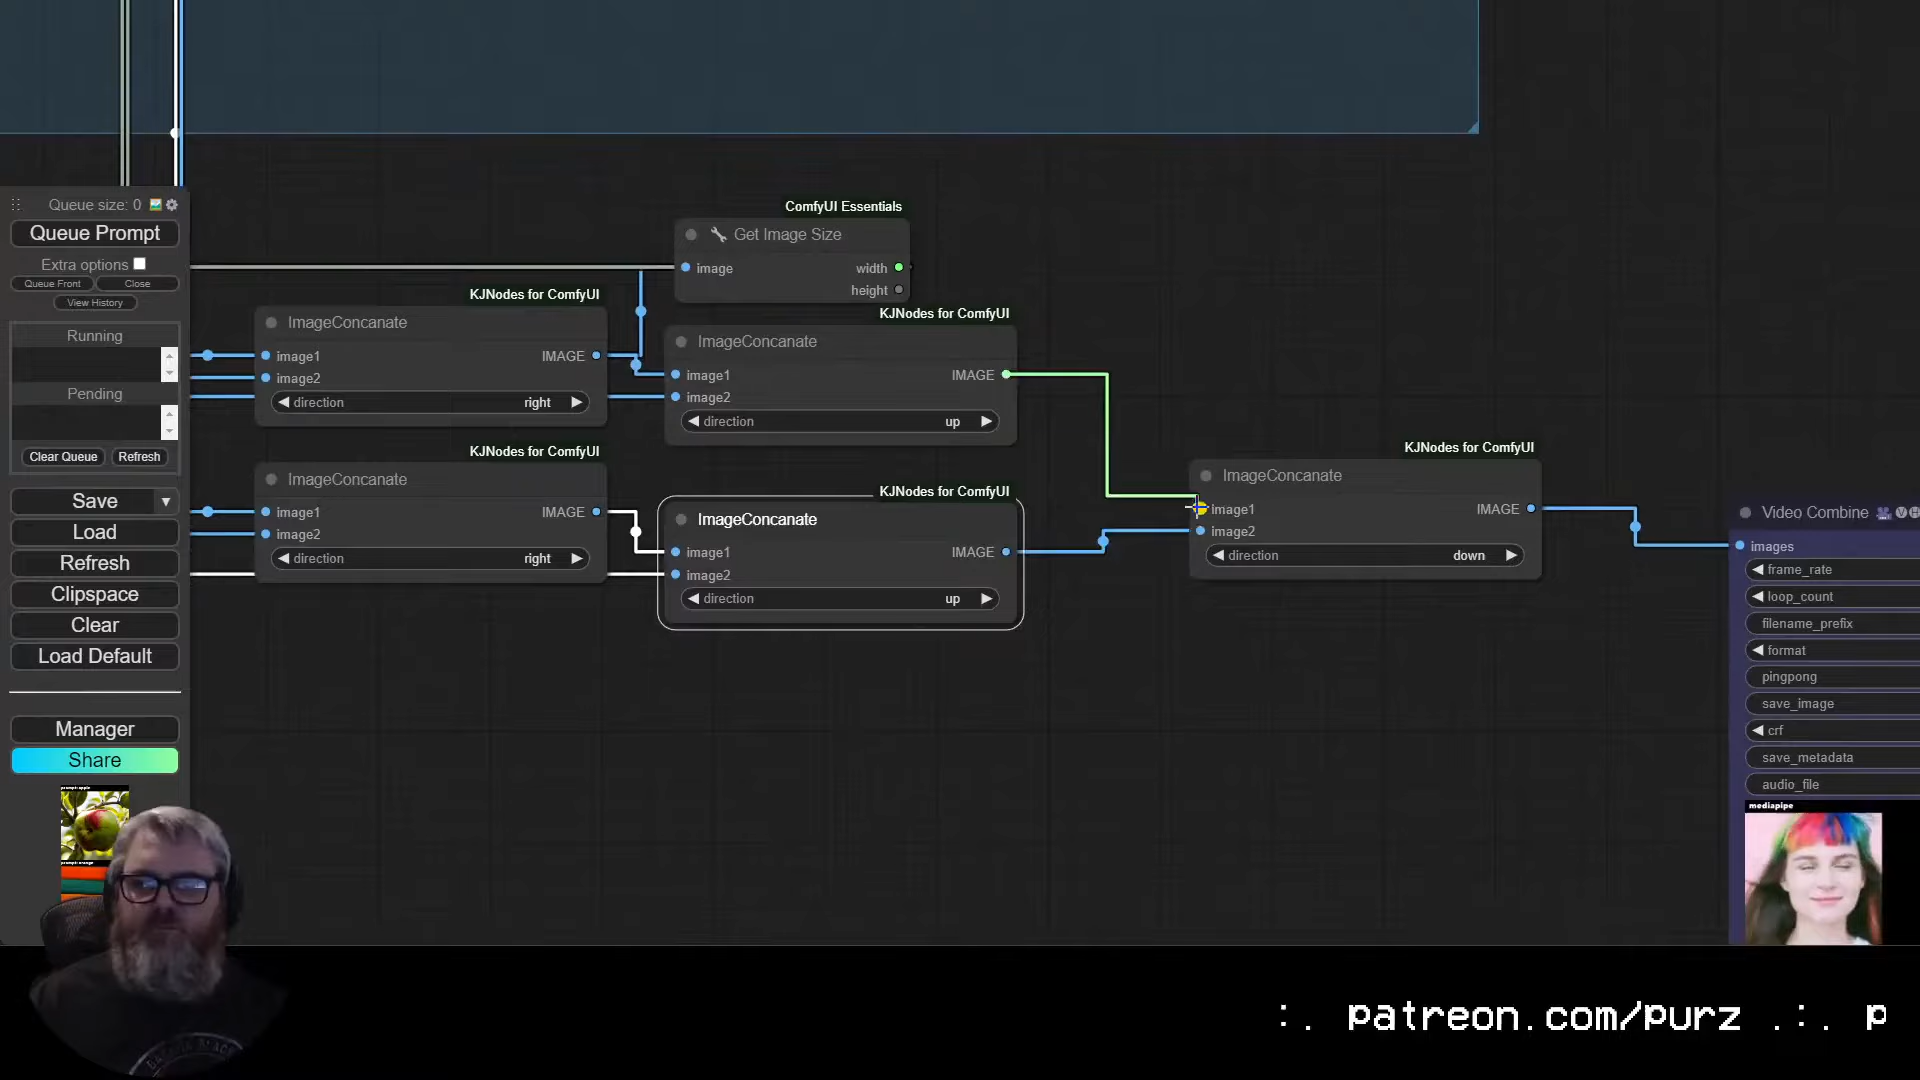 Queue size: 0
Queue Prompt
Extra options
Queue Front
Close
View History
Running
Pending
Clear Queue
Refresh
Save ▼
Load
Refresh
Clipspace
Clear
Load Default
Manager
Share
ComfyUI Essentials
Get Image Size
image
width
height
KJNodes for ComfyUI
ImageConcanate
image1
IMAGE
image2
direction
right
KJNodes for ComfyUI
ImageConcanate
image1
IMAGE
image2
direction
up
KJNodes for ComfyUI
ImageConcanate
image1
IMAGE
image2
direction
right
KJNodes for ComfyUI
ImageConcanate
image1
IMAGE
image2
direction
up
KJNodes for ComfyUI
ImageConcanate
image1
IMAGE
image2
direction
down
Video Combine
images
frame_rate
loop_count
filename_prefix
format
pingpong
save_image
crf
save_metadata
audio_file
mediapipe
:. patreon.com/purz .:. p